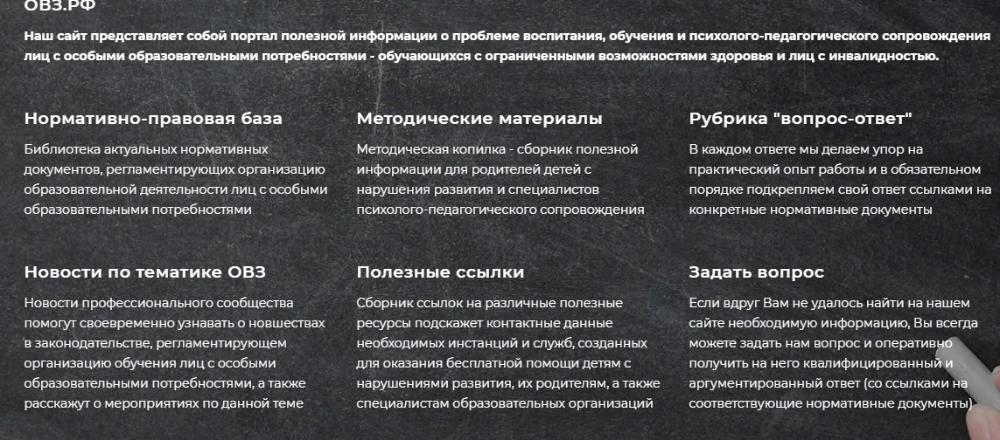 ОВЗ.РФ
Наш сайт представляет собой портал полезной информации о проблеме воспитания, обучения и психолого-педагогического сопровождения
лиц с особыми образовательными потребностями - обучающихся с ограниченными возможностями здоровья и лиц с инвалидностью.
Нормативно-правовая база
Библиотека актуальных нормативных
документов, регламентирующих организацию
образовательной деятельности лиц с особыми
образовательными потребностями
Методические материалы
Методическая копилка - сборник полезной
информации для родителей детей с
нарушения развития и специалистов
психолого-педагогического сопровождения
Рубрика "вопрос-ответ"
В каждом ответе мы делаем упор на
практический опыт работы и в обязательном
порядке подкрепляем свой ответ ссылками на
конкретные нормативные документы
Новости по тематике ОВЗ
Новости профессионального сообщества
помогут своевременно узнавать о новшествах
в законодательстве, регламентирующем
организацию обучения лиц с особыми
образовательными потребностями, а также
расскажут о мероприятиях по данной теме
Полезные ссылки
Сборник ссылок на различные полезные
ресурсы подскажет контактные данные
необходимых инстанций и служб, созданных
для оказания бесплатной помощи детям с
нарушениями развития, их родителям, а также
специалистам образовательных организаций
Задать вопрос
Если вдруг Вам не удалось найти на нашем
сайте необходимую информацию, Вы всегда
можете задать нам вопрос и оперативно
получить на него квалифицированный и
аргументированный ответ (со ссылками на
соответствующие нормативные документы)